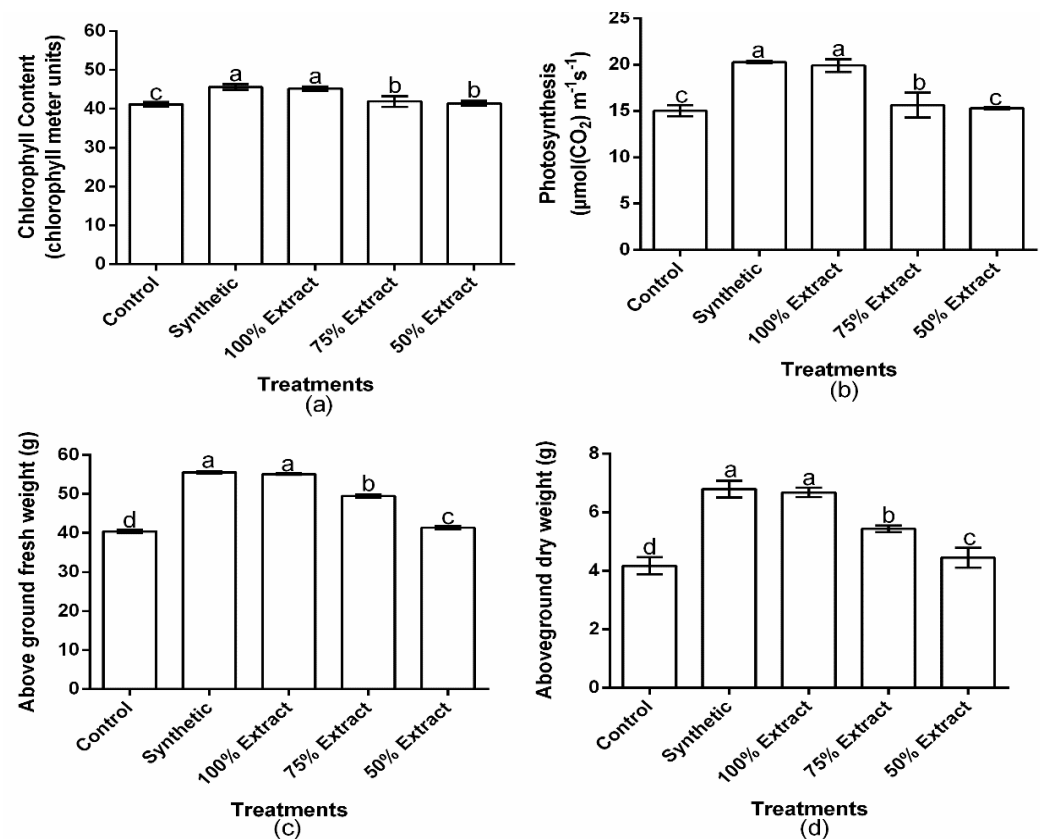 Chlorophyll Content
(chlorophyll meter units)
60
50
40
30
20
10
0
c
a
a
b
b
Control
Synthetic
100% Extract
75% Extract
50% Extract
Treatments
(a)
Photosynthesis
(µmol(CO₂) m⁻¹s⁻¹)
25
20
15
10
5
0
c
a
a
b
c
Control
Synthetic
100% Extract
75% Extract
50% Extract
Treatments
(b)
Above ground fresh weight (g)
60
50
40
30
20
10
0
d
a
a
b
c
Control
Synthetic
100% Extract
75% Extract
50% Extract
Treatments
(c)
Aboveground dry weight (g)
8
6
4
2
0
d
a
a
b
c
Control
Synthetic
100% Extract
75% Extract
50% Extract
Treatments
(d)